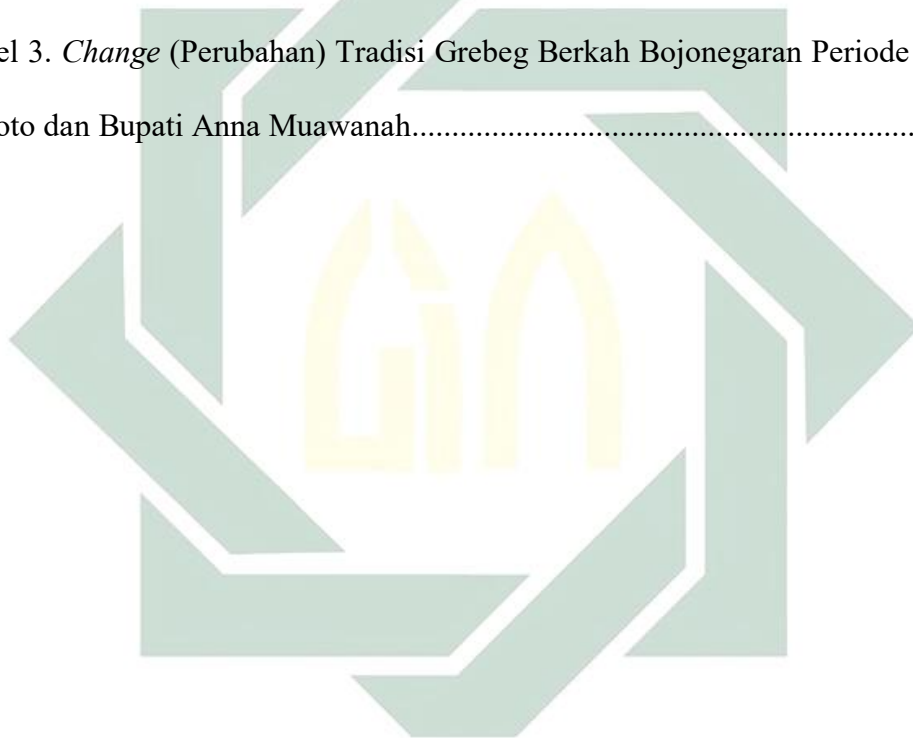 el 3. Change (Perubahan) Tradisi Grebeg Berkah Bojonegaran Periode
oto dan Bupati Anna Muawanah.......................................................................